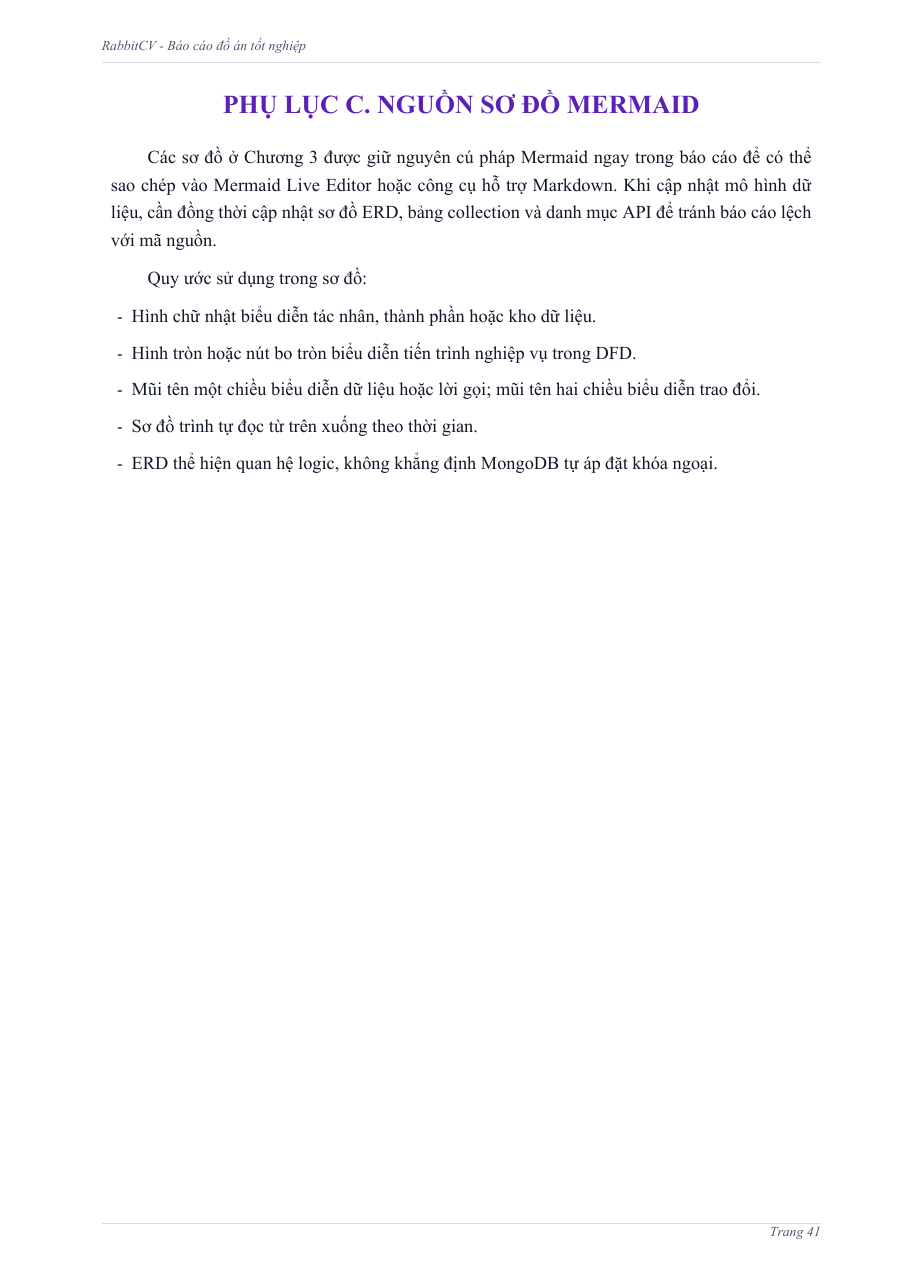 RabbitCV - Báo cáo đồ án tốt nghiệp
PHỤ LỤC C. NGUỒN SƠ ĐỒ MERMAID
Các sơ đồ ở Chương 3 được giữ nguyên cú pháp Mermaid ngay trong báo cáo để có thể
sao chép vào Mermaid Live Editor hoặc công cụ hỗ trợ Markdown. Khi cập nhật mô hình dữ
liệu, cần đồng thời cập nhật sơ đồ ERD, bảng collection và danh mục API để tránh báo cáo lệch
với mã nguồn.
Quy ước sử dụng trong sơ đồ:
- Hình chữ nhật biểu diễn tác nhân, thành phần hoặc kho dữ liệu.
- Hình tròn hoặc nút bo tròn biểu diễn tiến trình nghiệp vụ trong DFD.
- Mũi tên một chiều biểu diễn dữ liệu hoặc lời gọi; mũi tên hai chiều biểu diễn trao đổi.
- Sơ đồ trình tự đọc từ trên xuống theo thời gian.
- ERD thể hiện quan hệ logic, không khẳng định MongoDB tự áp đặt khóa ngoại.
Trang 41